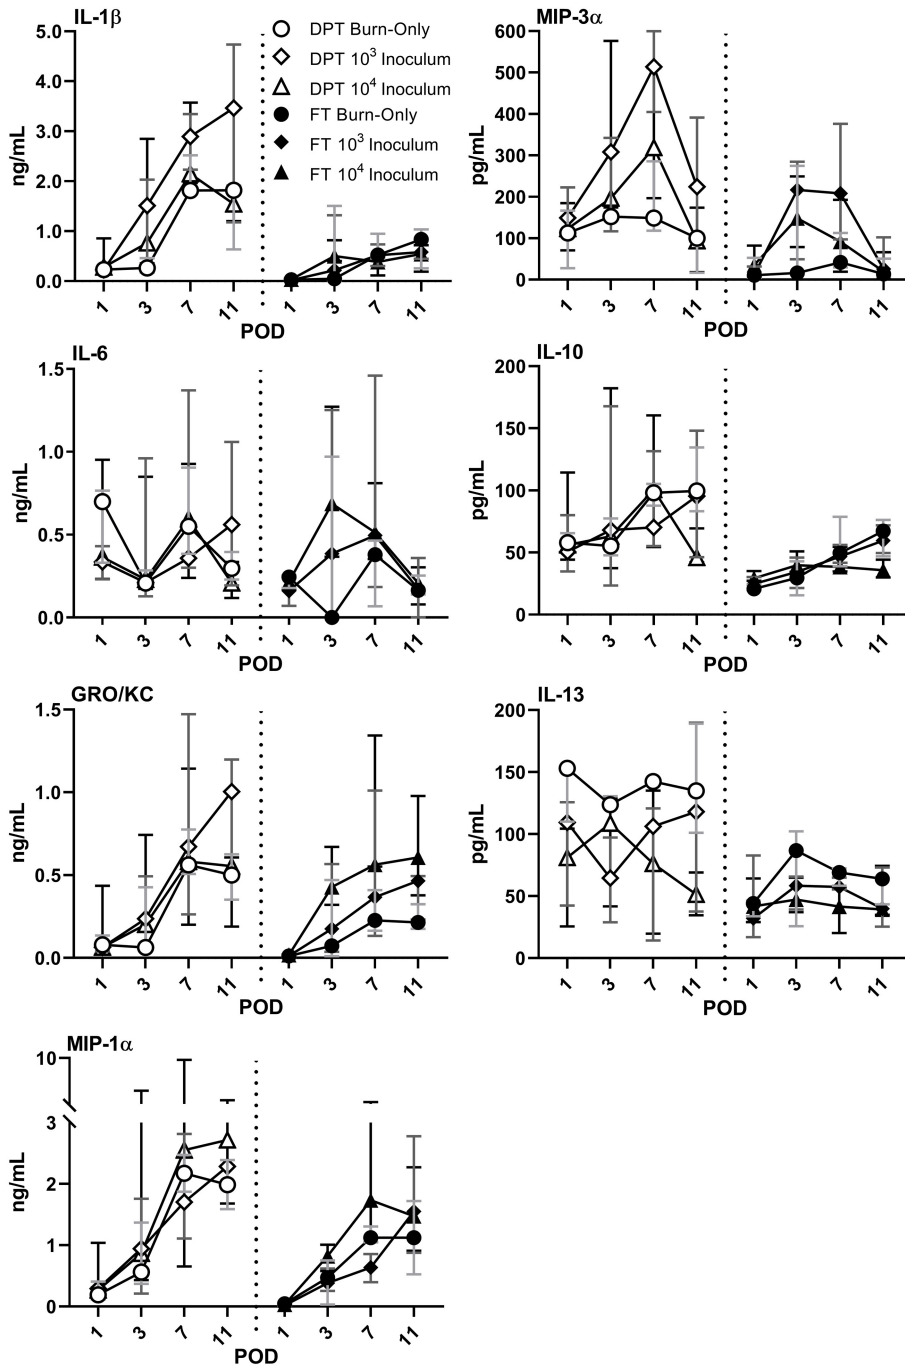 IL-1β
ng/mL
5.0
4.0
3.0
2.0
1.0
0.0
1 3 7 11 1 3 7 11
POD
DPT Burn-Only
DPT 10³ Inoculum
DPT 10⁴ Inoculum
FT Burn-Only
FT 10³ Inoculum
FT 10⁴ Inoculum
MIP-3α
pg/mL
600
500
400
300
200
100
0
1 3 7 11 1 3 7 11
POD
IL-6
ng/mL
1.5
1.0
0.5
0.0
1 3 7 11 1 3 7 11
POD
IL-10
pg/mL
200
150
100
50
0
1 3 7 11 1 3 7 11
POD
GRO/KC
ng/mL
1.5
1.0
0.5
0.0
1 3 7 11 1 3 7 11
POD
IL-13
pg/mL
200
150
100
50
0
1 3 7 11 1 3 7 11
POD
MIP-1α
ng/mL
10
3
2
1
0
1 3 7 11 1 3 7 11
POD